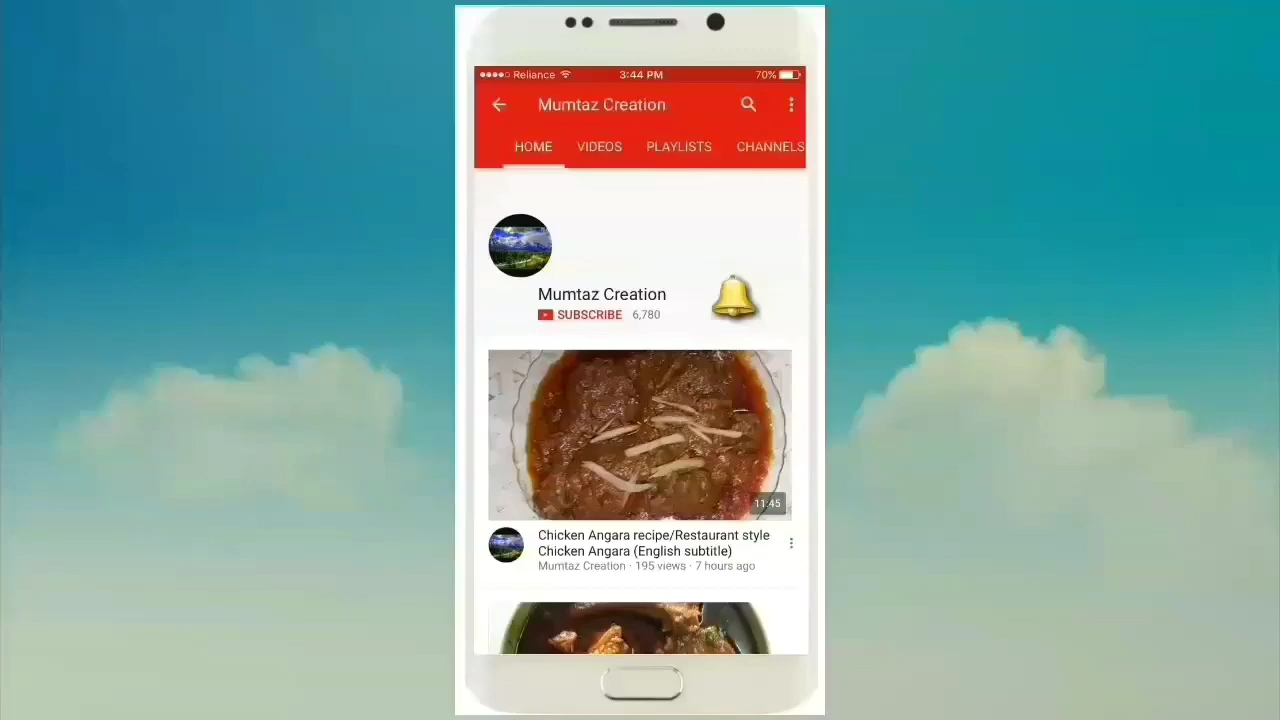 Reliance 3:44 PM 70%
Mumtaz Creation
HOME VIDEOS PLAYLISTS CHANNELS
Mumtaz Creation
SUBSCRIBE 6,780
11:45
Chicken Angara recipe/Restaurant style
Chicken Angara (English subtitle)
Mumtaz Creation · 195 views · 7 hours ago